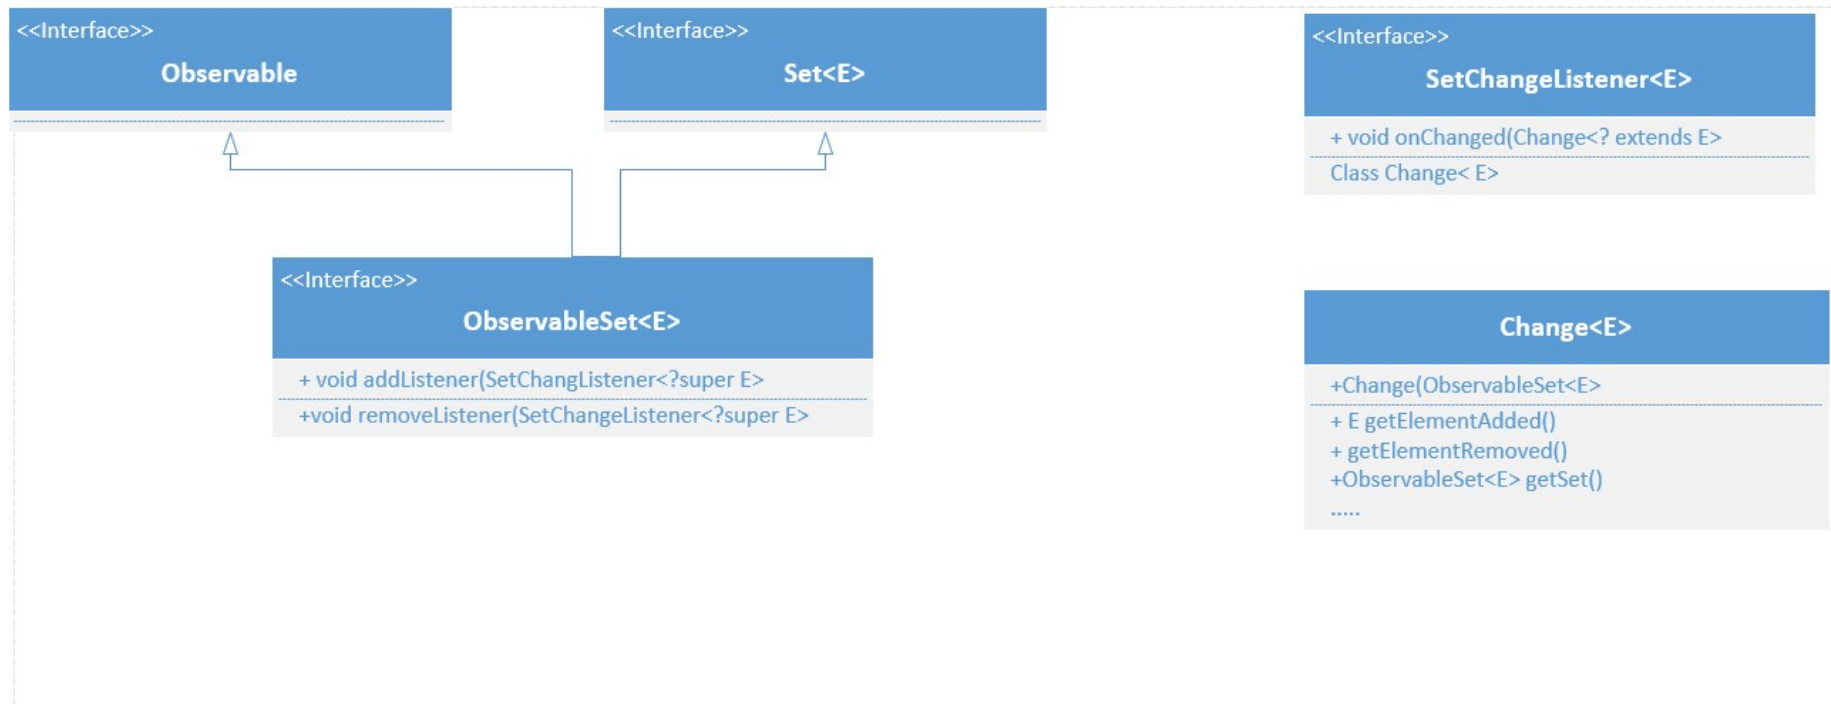 <<Interface>>
Observable
<<Interface>>
Set<E>
<<Interface>>
SetChangeListener<E>
+ void onChanged(Change<? extends E>
Class Change< E>
<<Interface>>
ObservableSet<E>
+ void addListener(SetChangListener<?super E>
+void removeListener(SetChangeListener<?super E>
Change<E>
+Change(ObservableSet<E>
+ E getElementAdded()
+ getElementRemoved()
+ObservableSet<E> getSet()
.....